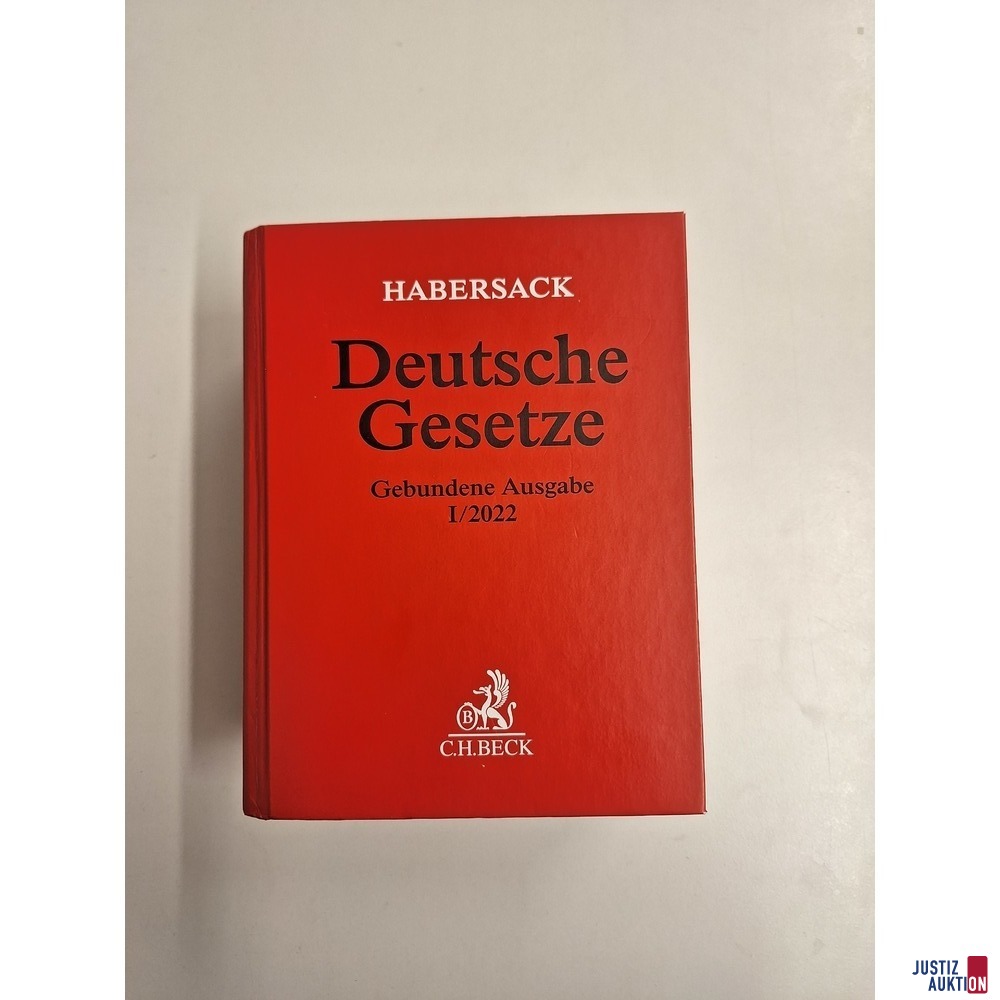 HABERSACK
Deutsche
Gesetze
Gebundene Ausgabe
I/2022
B
C.H.BECK
JUSTIZ
AUKTION